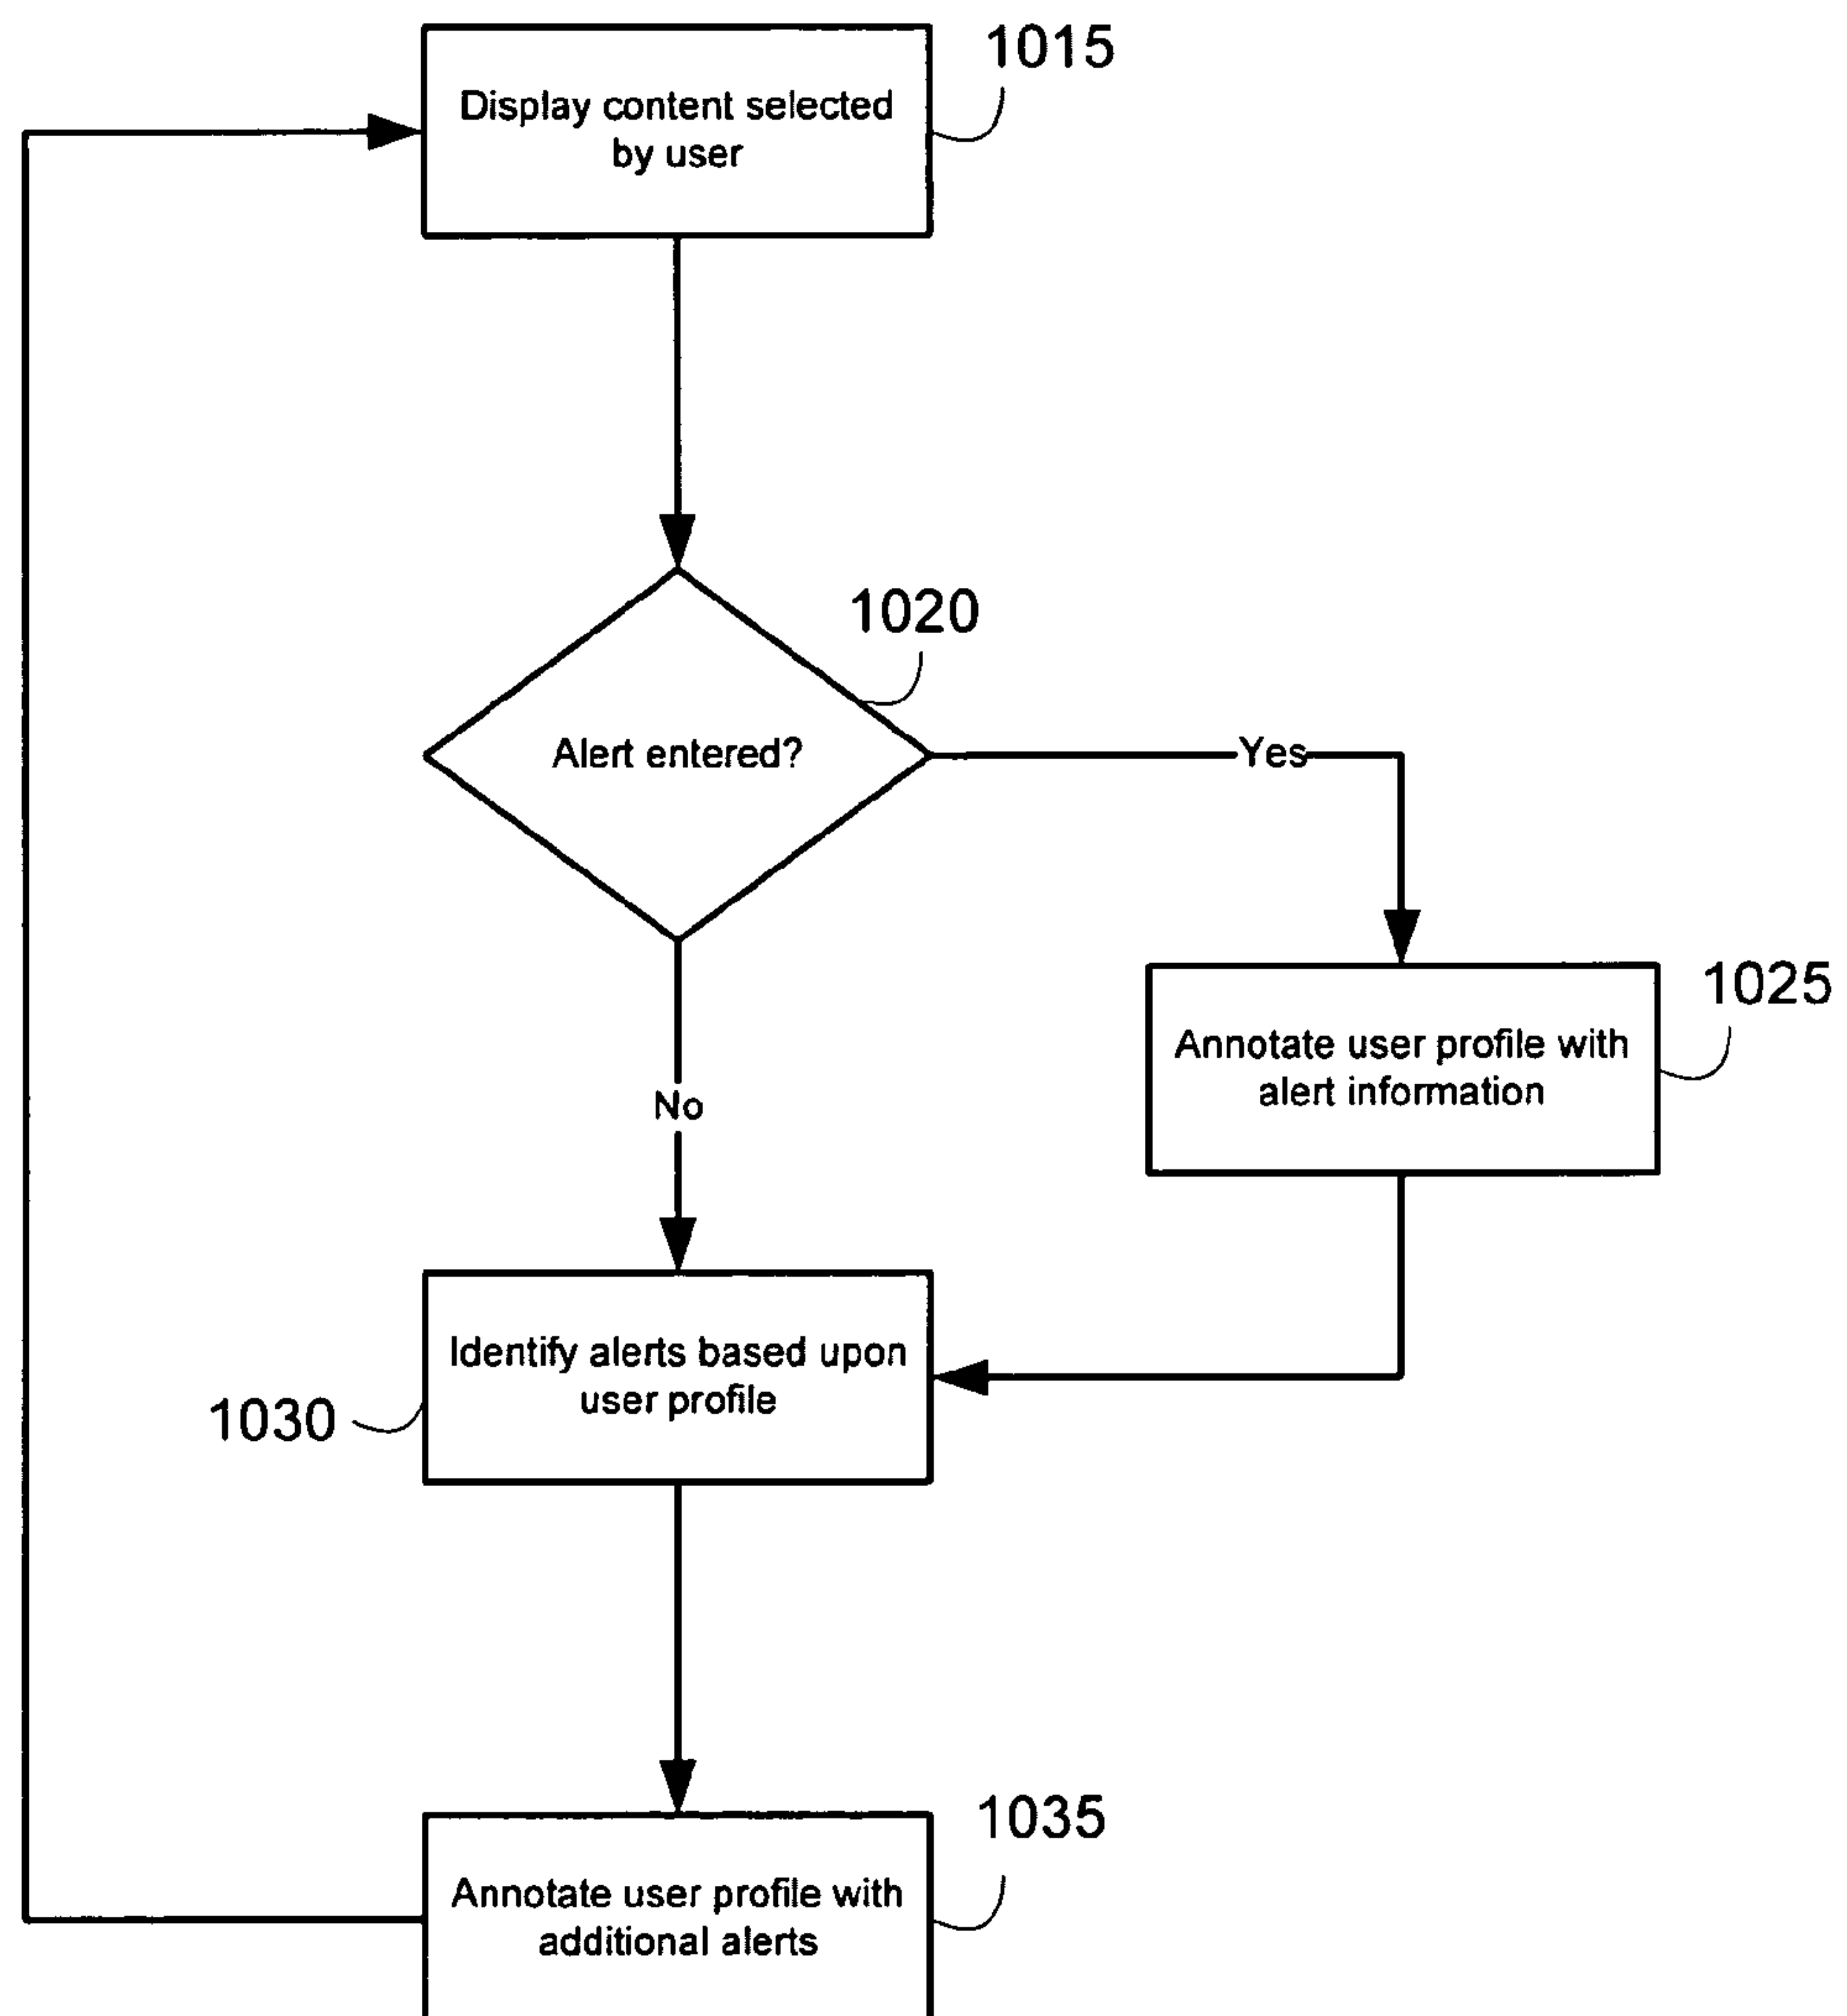 1015
Display content selected
by user
1020
Alert entered?
Yes
1025
Annotate user profile with
alert information
No
Identify alerts based upon
user profile
1030
1035
Annotate user profile with
additional alerts